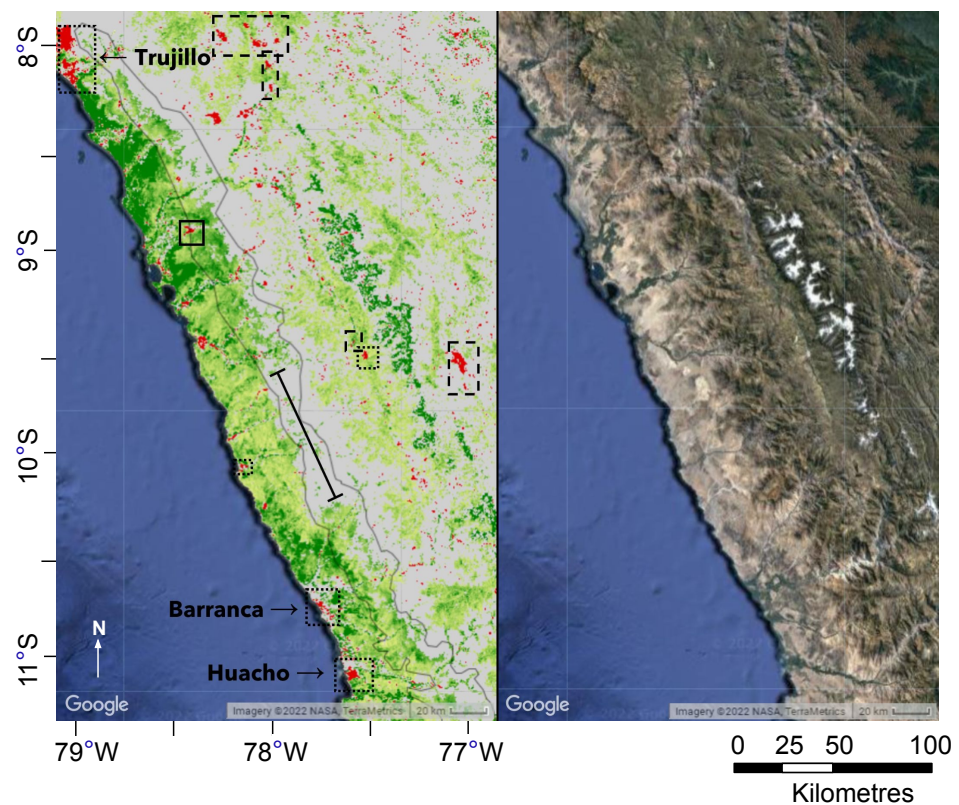 8°S
9°S
10°S
11°S
Trujillo
Barranca
Huacho
N
Google
Imagery ©2022 NASA, TerraMetrics
20 km
79°W
78°W
77°W
Google
Imagery ©2022 NASA, TerraMetrics
20 km
0 25 50 100
Kilometres